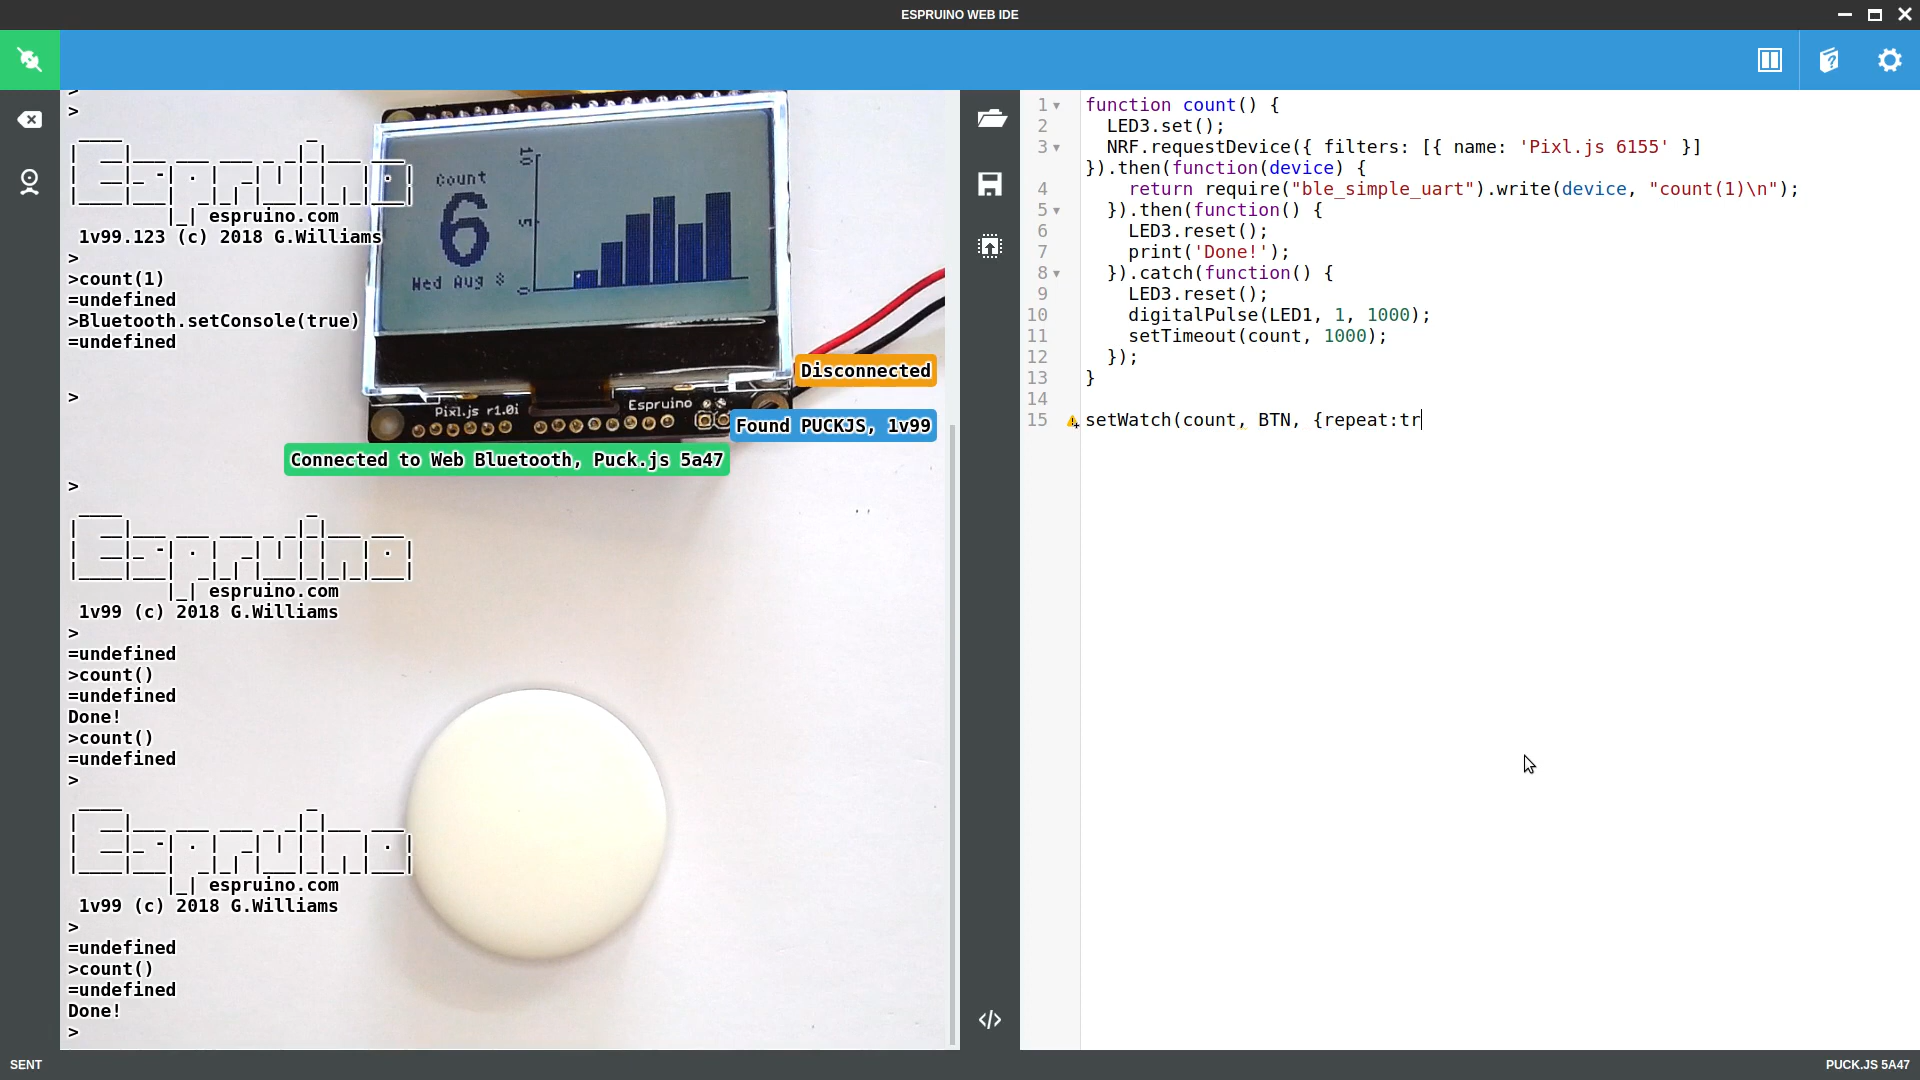 ESPRUINO WEB IDE
>
>
espruino.com
1v99.123 (c) 2018 G.Williams
>
>count(1)
=undefined
>Bluetooth.setConsole(true)
=undefined
>
>
espruino.com
1v99 (c) 2018 G.Williams
>
=undefined
>count()
=undefined
Done!
>count()
=undefined
>
espruino.com
1v99 (c) 2018 G.Williams
>
=undefined
>count()
=undefined
Done!
>
Count
6
Wed Aug 8
10
5
0
Pixl.js r1.0i
Espruino
Disconnected
Found PUCKJS, 1v99
Connected to Web Bluetooth, Puck.js 5a47
1 function count() {
2 LED3.set();
3 NRF.requestDevice({ filters: [{ name: 'Pixl.js 6155' }]
}).then(function(device) {
4 return require("ble_simple_uart").write(device, "count(1)\n");
5 }).then(function() {
6 LED3.reset();
7 print('Done!');
8 }).catch(function() {
9 LED3.reset();
10 digitalPulse(LED1, 1, 1000);
11 setTimeout(count, 1000);
12 });
13 }
14
15 setWatch(count, BTN, {repeat:tr
SENT
PUCK.JS 5A47